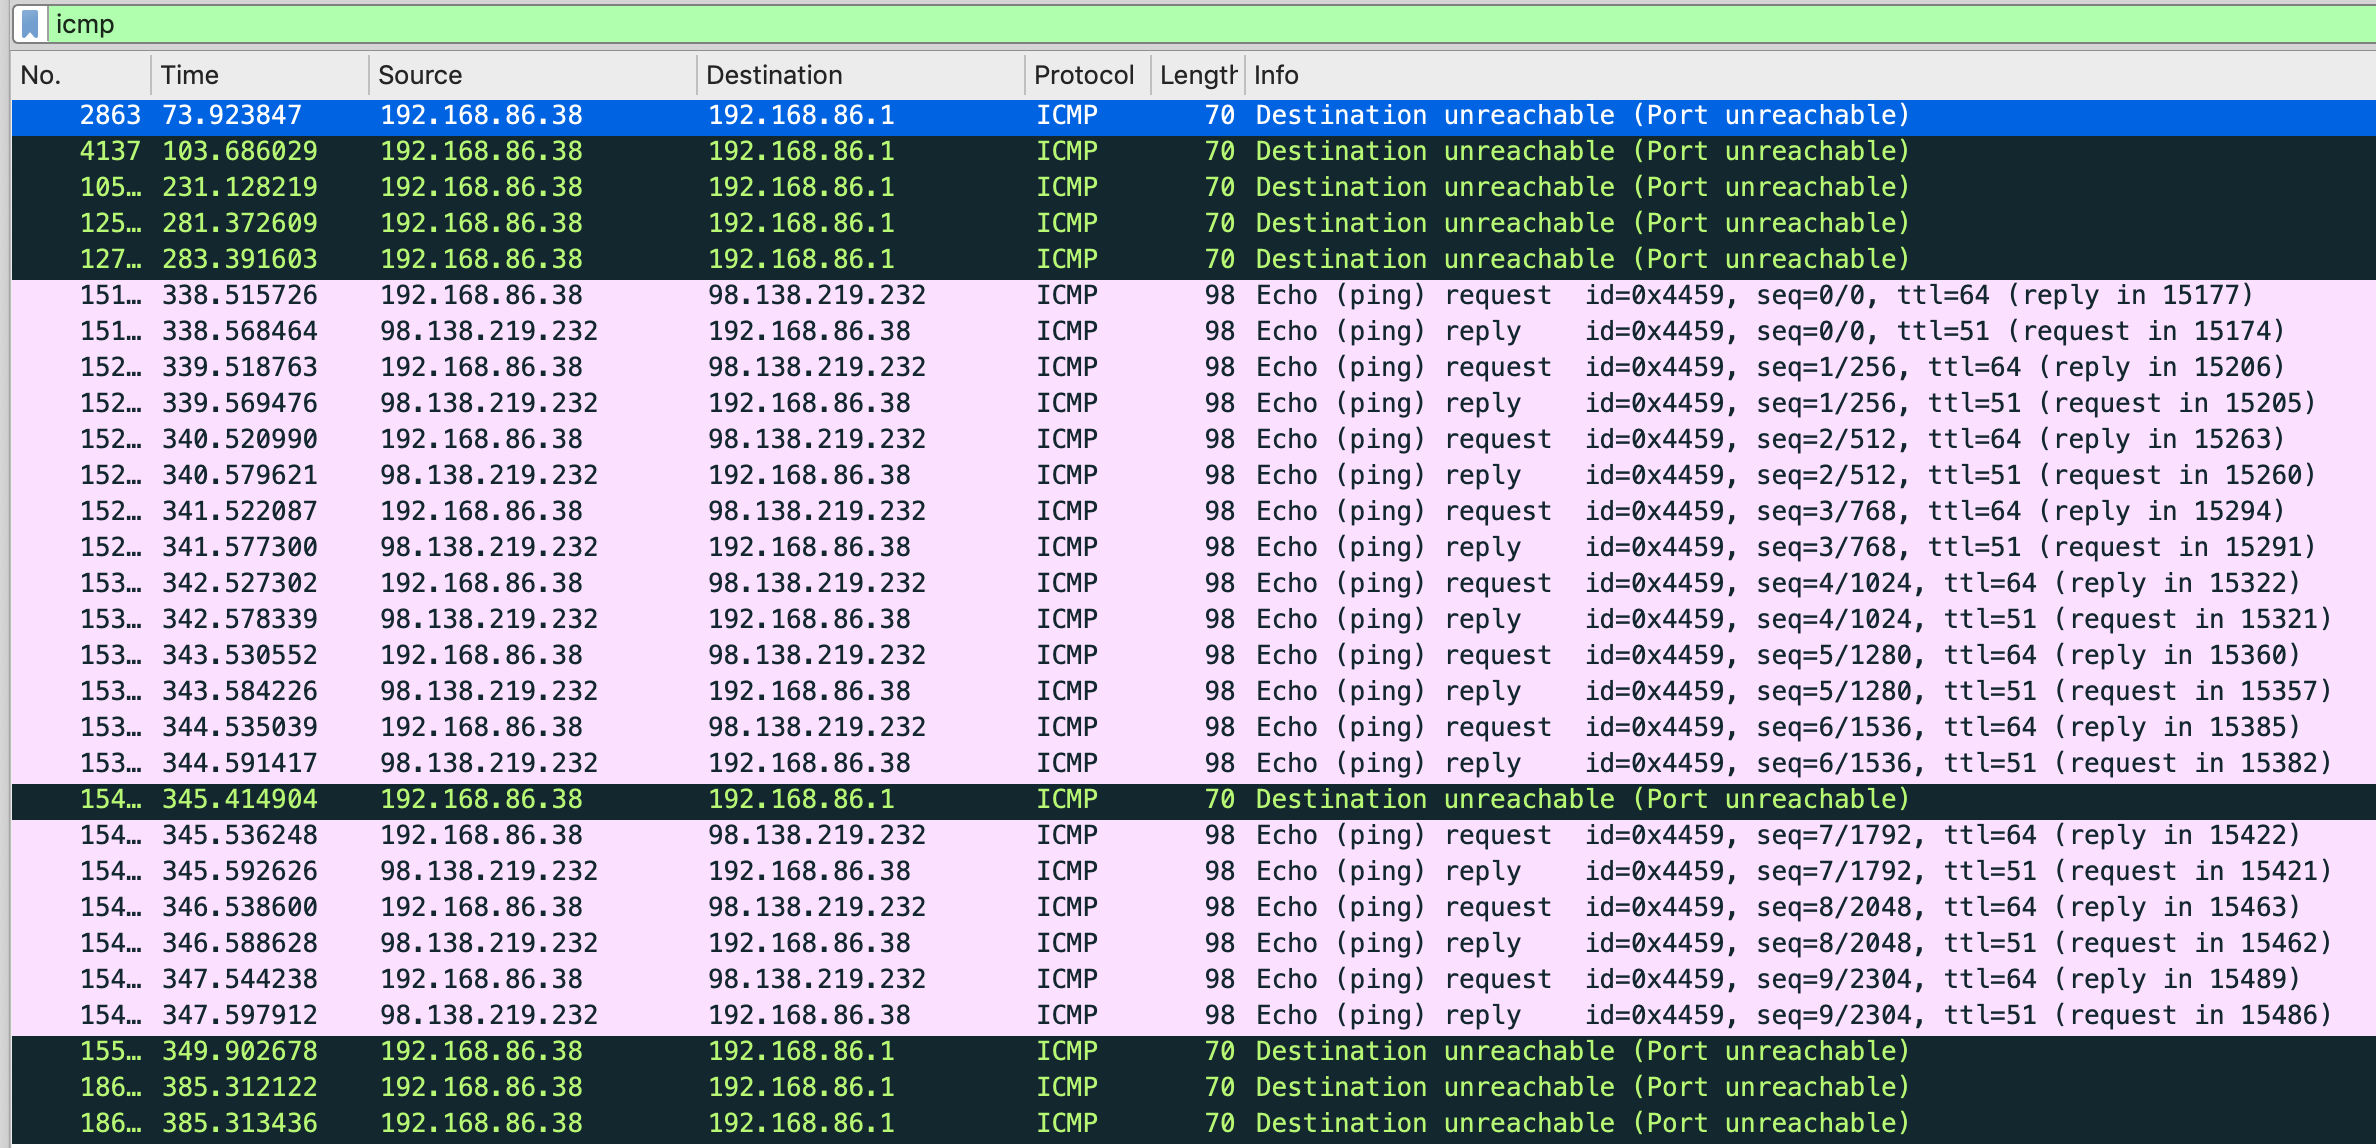 icmp
No. Time Source Destination Protocol Length Info
2863 73.923847 192.168.86.38 192.168.86.1 ICMP 70 Destination unreachable (Port unreachable)
4137 103.686029 192.168.86.38 192.168.86.1 ICMP 70 Destination unreachable (Port unreachable)
105… 231.128219 192.168.86.38 192.168.86.1 ICMP 70 Destination unreachable (Port unreachable)
125… 281.372609 192.168.86.38 192.168.86.1 ICMP 70 Destination unreachable (Port unreachable)
127… 283.391603 192.168.86.38 192.168.86.1 ICMP 70 Destination unreachable (Port unreachable)
151… 338.515726 192.168.86.38 98.138.219.232 ICMP 98 Echo (ping) request id=0x4459, seq=0/0, ttl=64 (reply in 15177)
151… 338.568464 98.138.219.232 192.168.86.38 ICMP 98 Echo (ping) reply id=0x4459, seq=0/0, ttl=51 (request in 15174)
152… 339.518763 192.168.86.38 98.138.219.232 ICMP 98 Echo (ping) request id=0x4459, seq=1/256, ttl=64 (reply in 15206)
152… 339.569476 98.138.219.232 192.168.86.38 ICMP 98 Echo (ping) reply id=0x4459, seq=1/256, ttl=51 (request in 15205)
152… 340.520990 192.168.86.38 98.138.219.232 ICMP 98 Echo (ping) request id=0x4459, seq=2/512, ttl=64 (reply in 15263)
152… 340.579621 98.138.219.232 192.168.86.38 ICMP 98 Echo (ping) reply id=0x4459, seq=2/512, ttl=51 (request in 15260)
152… 341.522087 192.168.86.38 98.138.219.232 ICMP 98 Echo (ping) request id=0x4459, seq=3/768, ttl=64 (reply in 15294)
152… 341.577300 98.138.219.232 192.168.86.38 ICMP 98 Echo (ping) reply id=0x4459, seq=3/768, ttl=51 (request in 15291)
153… 342.527302 192.168.86.38 98.138.219.232 ICMP 98 Echo (ping) request id=0x4459, seq=4/1024, ttl=64 (reply in 15322)
153… 342.578339 98.138.219.232 192.168.86.38 ICMP 98 Echo (ping) reply id=0x4459, seq=4/1024, ttl=51 (request in 15321)
153… 343.530552 192.168.86.38 98.138.219.232 ICMP 98 Echo (ping) request id=0x4459, seq=5/1280, ttl=64 (reply in 15360)
153… 343.584226 98.138.219.232 192.168.86.38 ICMP 98 Echo (ping) reply id=0x4459, seq=5/1280, ttl=51 (request in 15357)
153… 344.535039 192.168.86.38 98.138.219.232 ICMP 98 Echo (ping) request id=0x4459, seq=6/1536, ttl=64 (reply in 15385)
153… 344.591417 98.138.219.232 192.168.86.38 ICMP 98 Echo (ping) reply id=0x4459, seq=6/1536, ttl=51 (request in 15382)
154… 345.414904 192.168.86.38 192.168.86.1 ICMP 70 Destination unreachable (Port unreachable)
154… 345.536248 192.168.86.38 98.138.219.232 ICMP 98 Echo (ping) request id=0x4459, seq=7/1792, ttl=64 (reply in 15422)
154… 345.592626 98.138.219.232 192.168.86.38 ICMP 98 Echo (ping) reply id=0x4459, seq=7/1792, ttl=51 (request in 15421)
154… 346.538600 192.168.86.38 98.138.219.232 ICMP 98 Echo (ping) request id=0x4459, seq=8/2048, ttl=64 (reply in 15463)
154… 346.588628 98.138.219.232 192.168.86.38 ICMP 98 Echo (ping) reply id=0x4459, seq=8/2048, ttl=51 (request in 15462)
154… 347.544238 192.168.86.38 98.138.219.232 ICMP 98 Echo (ping) request id=0x4459, seq=9/2304, ttl=64 (reply in 15489)
154… 347.597912 98.138.219.232 192.168.86.38 ICMP 98 Echo (ping) reply id=0x4459, seq=9/2304, ttl=51 (request in 15486)
155… 349.902678 192.168.86.38 192.168.86.1 ICMP 70 Destination unreachable (Port unreachable)
186… 385.312122 192.168.86.38 192.168.86.1 ICMP 70 Destination unreachable (Port unreachable)
186… 385.313436 192.168.86.38 192.168.86.1 ICMP 70 Destination unreachable (Port unreachable)